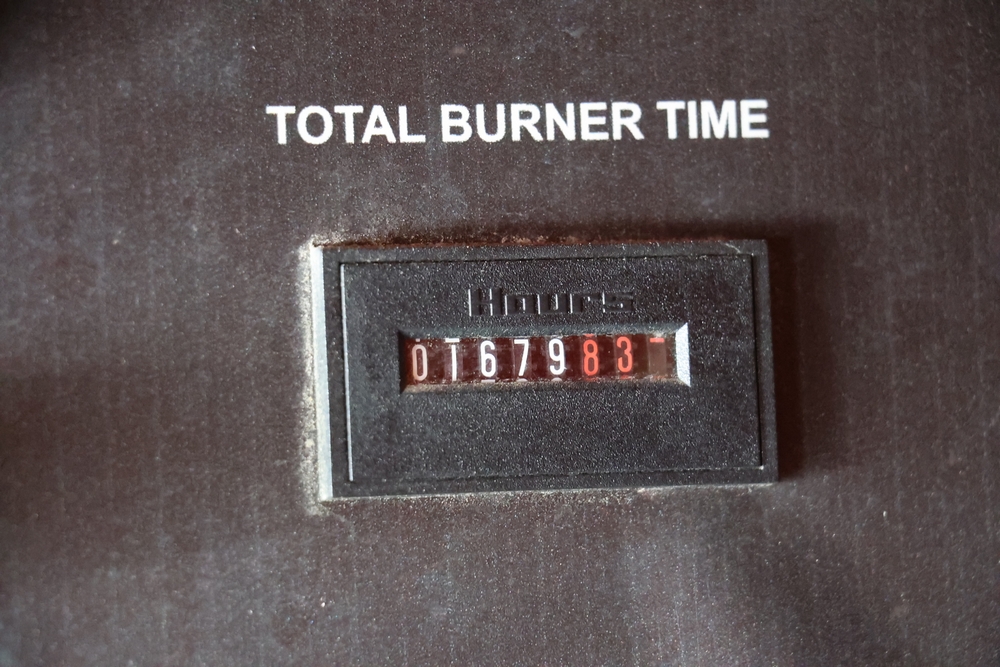 TOTAL BURNER TIME
Hours
0167983